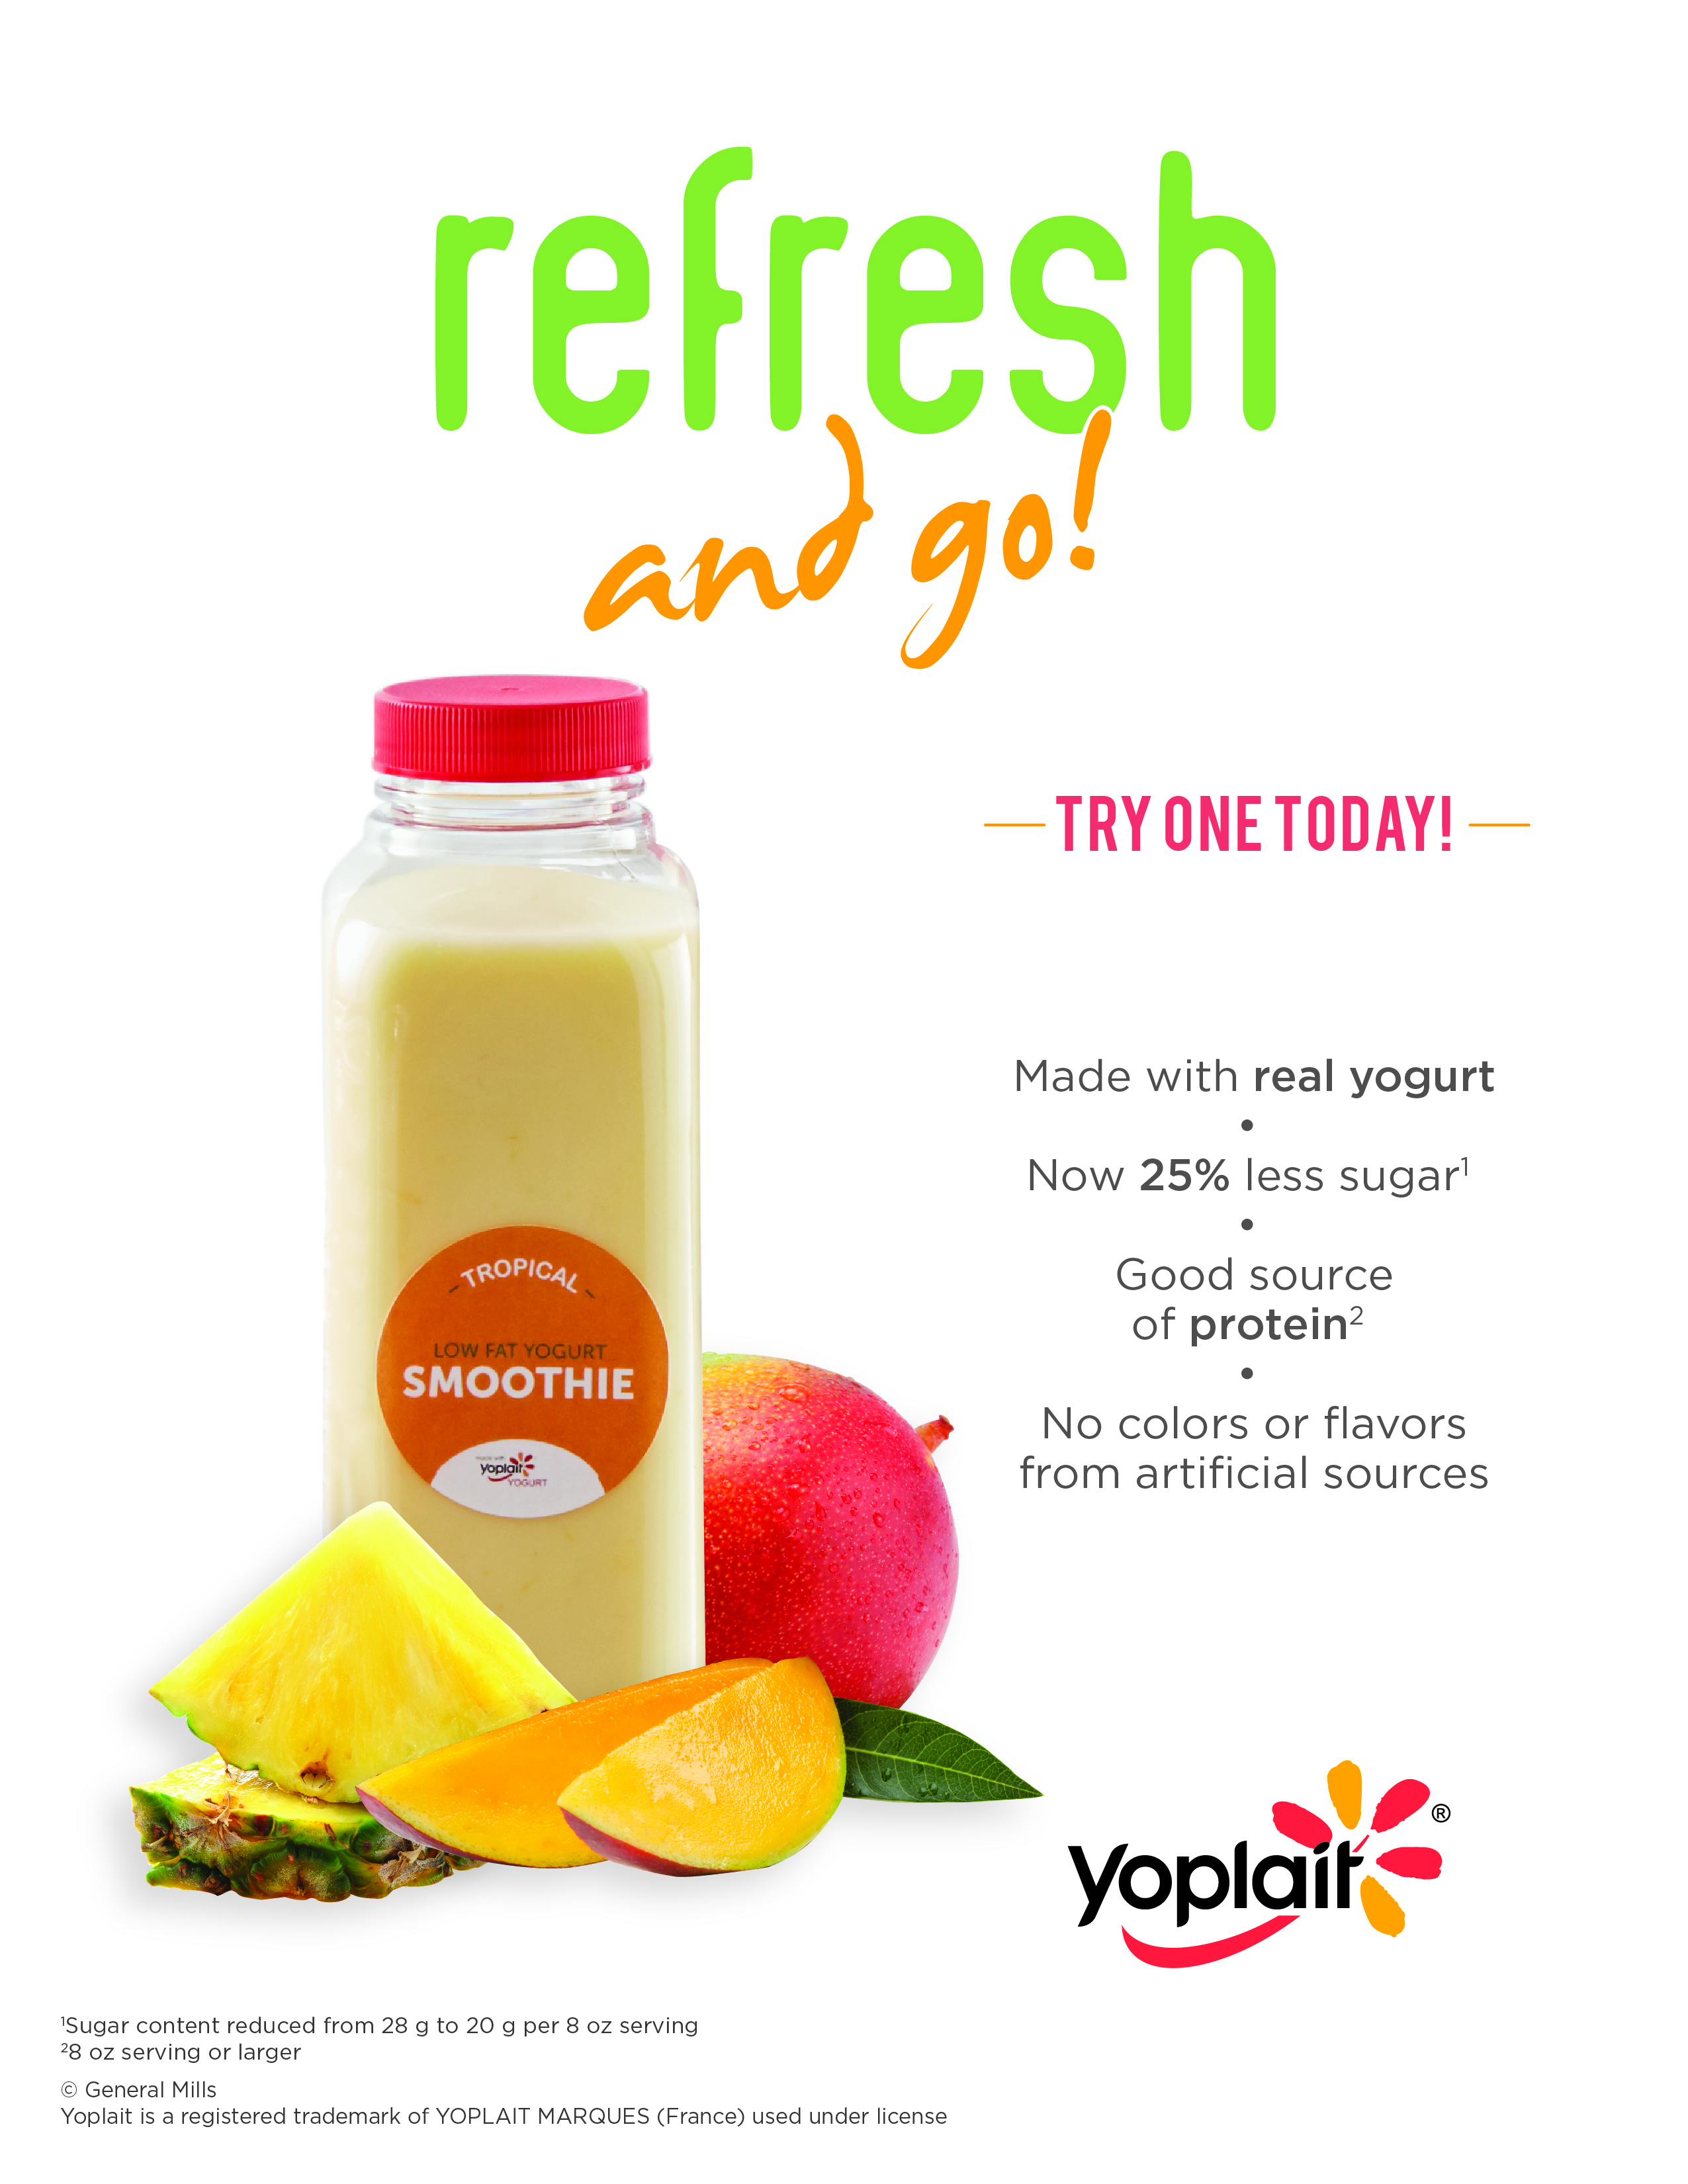 refresh
and go!
TRY ONE TODAY!
Made with real yogurt
•
Now 25% less sugar¹
•
Good source
of protein²
•
No colors or flavors
from artificial sources
- TROPICAL -
LOW FAT YOGURT
SMOOTHIE
made with
yoplait
YOGURT
yoplait®
¹Sugar content reduced from 28 g to 20 g per 8 oz serving
²8 oz serving or larger
© General Mills
Yoplait is a registered trademark of YOPLAIT MARQUES (France) used under license